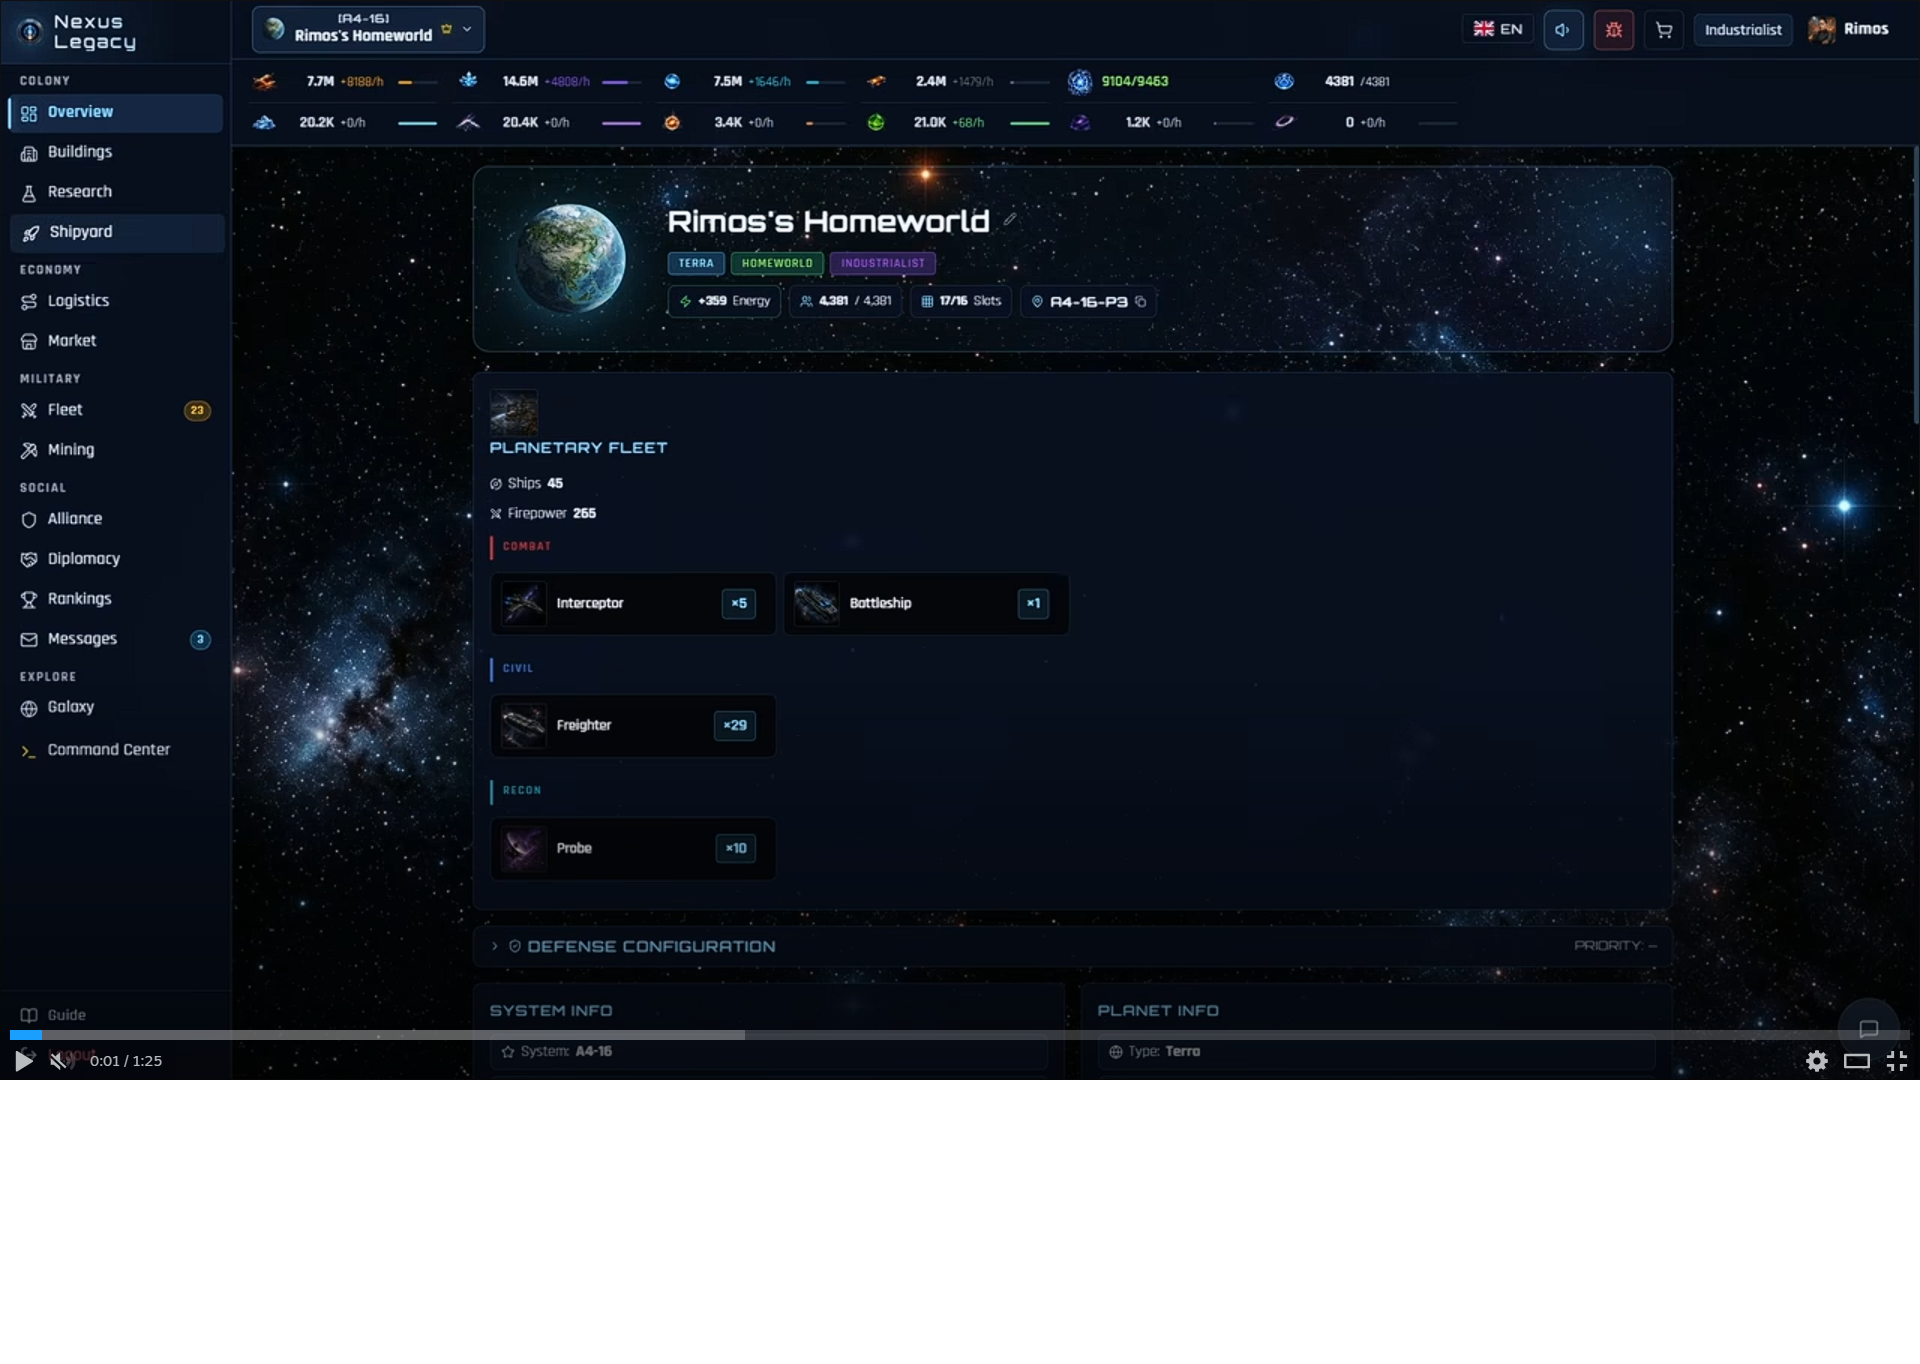 Nexus
Legacy
[A4-16]
Rimos's Homeworld
EN
Industrialist
Rimos
7.7M +8188/h
14.6M +4808/h
7.5M +1646/h
2.4M +1479/h
9104/9463
4381 /4381
20.2K +0/h
20.4K +0/h
3.4K +0/h
21.0K +68/h
1.2K +0/h
0 +0/h
COLONY
Overview
Buildings
Research
Shipyard
ECONOMY
Logistics
Market
MILITARY
Fleet 23
Mining
SOCIAL
Alliance
Diplomacy
Rankings
Messages 3
EXPLORE
Galaxy
Command Center
Guide
Logout
Rimos's Homeworld
TERRA HOMEWORLD INDUSTRIALIST
+359 Energy
4,381 / 4,381
17/16 Slots
A4-16-P3
PLANETARY FLEET
Ships 45
Firepower 265
COMBAT
Interceptor ×5
Battleship ×1
CIVIL
Freighter ×29
RECON
Probe ×10
DEFENSE CONFIGURATION
PRIORITY: —
SYSTEM INFO
System: A4-16
PLANET INFO
Type: Terra
0:01 / 1:25